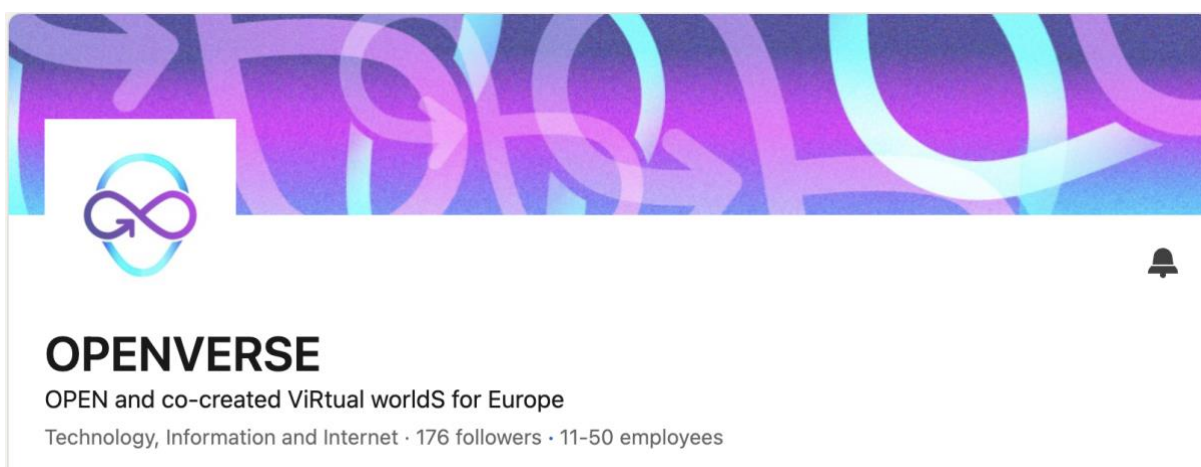 OPENVERSE
OPEN and co-created ViRtual worldS for Europe
Technology, Information and Internet · 176 followers · 11-50 employees